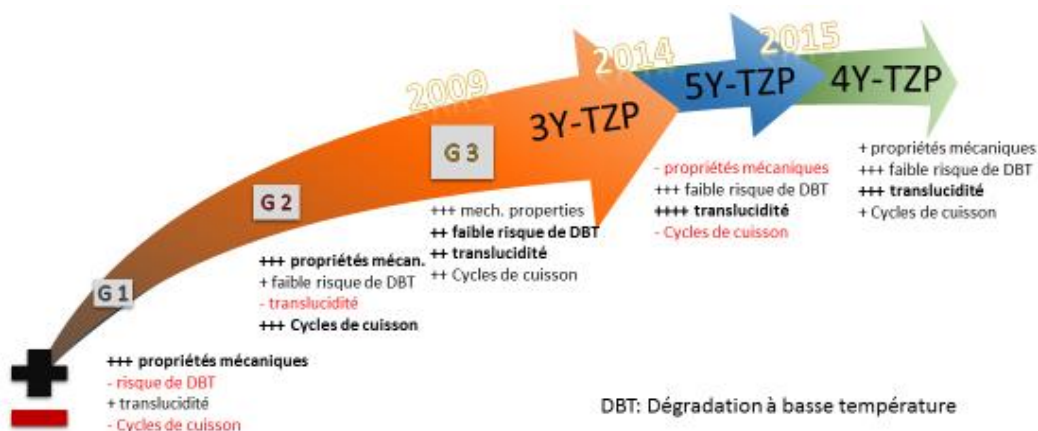 2009
2014
2015
3Y-TZP
5Y-TZP
4Y-TZP
G 1
G 2
G 3
+++ propriétés mécaniques
- risque de DBT
+ translucidité
- Cycles de cuisson
+++ propriétés mécan.
+ faible risque de DBT
- translucidité
+++ Cycles de cuisson
+++ mech. properties
++ faible risque de DBT
++ translucidité
++ Cycles de cuisson
- propriétés mécaniques
+++ faible risque de DBT
++++ translucidité
- Cycles de cuisson
+ propriétés mécaniques
+++ faible risque de DBT
+++ translucidité
+ Cycles de cuisson
DBT: Dégradation à basse température